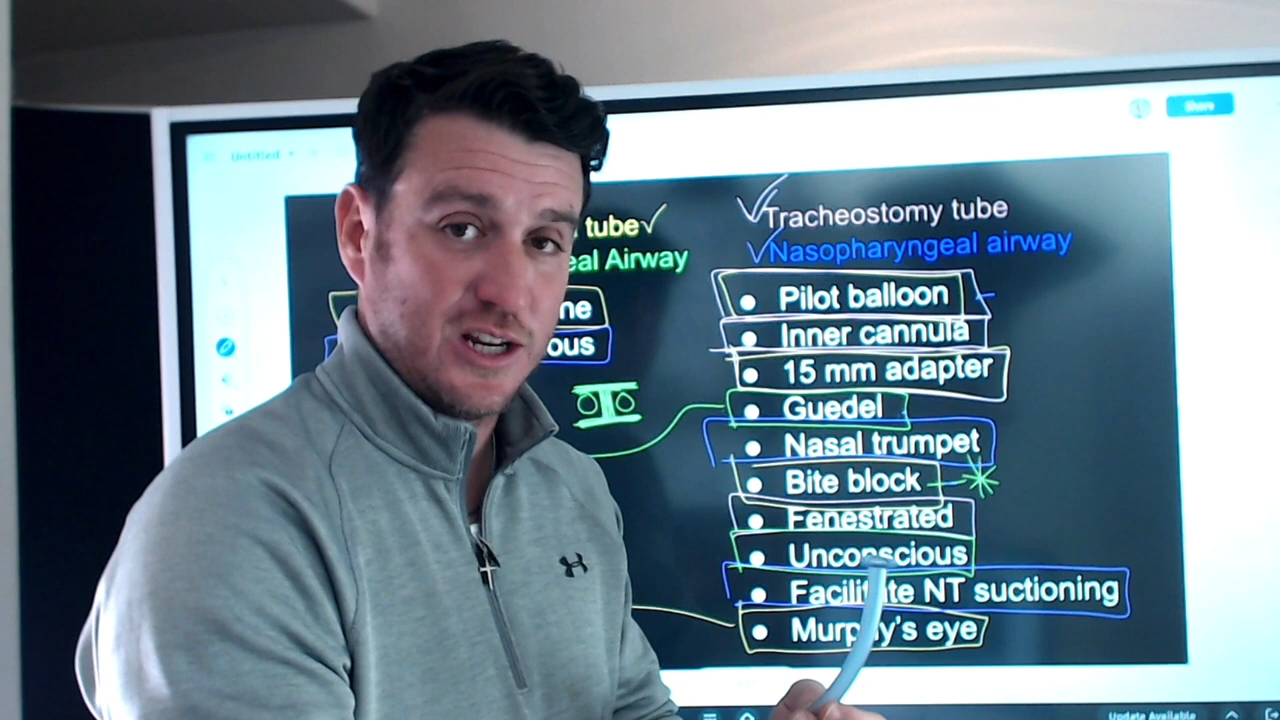 Untitled
Share
tube
Tracheostomy tube
eal Airway
Nasopharyngeal airway
ne
ous
Pilot balloon
Inner cannula
15 mm adapter
Guedel
Nasal trumpet
Bite block
Fenestrated
Unconscious
Facilitate NT suctioning
Murphy's eye
Update Available